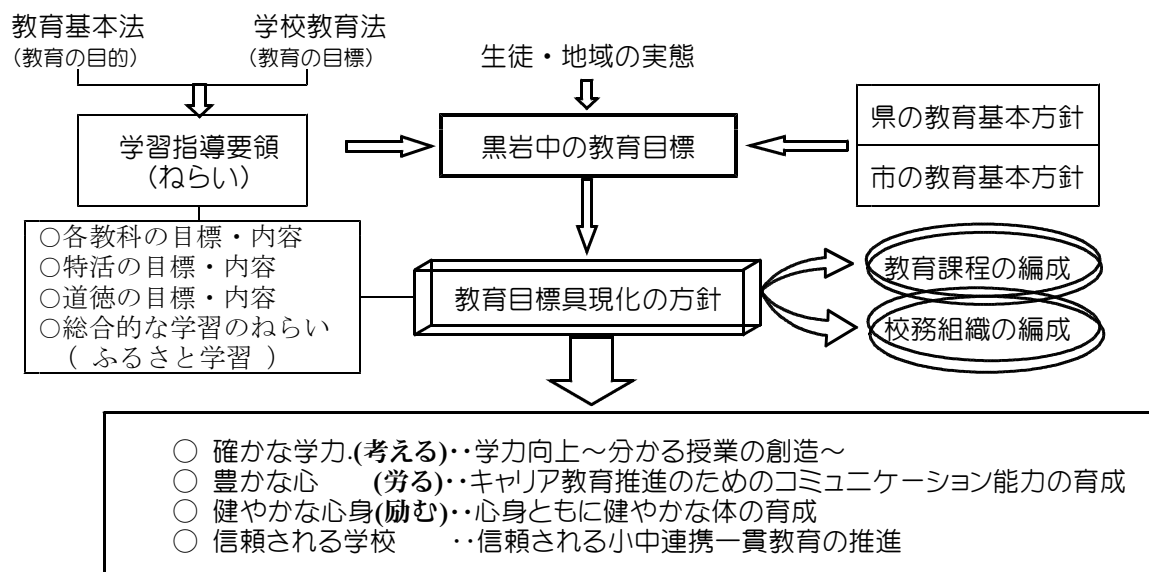 教育基本法
(教育の目的)
学校教育法
(教育の目標)
生徒・地域の実態
学習指導要領
(ねらい)
黒岩中の教育目標
県の教育基本方針
市の教育基本方針
○各教科の目標・内容
○特活の目標・内容
○道徳の目標・内容
○総合的な学習のねらい
( ふるさと学習 )
教育目標具現化の方針
教育課程の編成
校務組織の編成
○ 確かな学力.(考える)‥学力向上～分かる授業の創造～
○ 豊かな心 (労る)‥キャリア教育推進のためのコミュニケーション能力の育成
○ 健やかな心身(励む)‥心身ともに健やかな体の育成
○ 信頼される学校 ‥信頼される小中連携一貫教育の推進